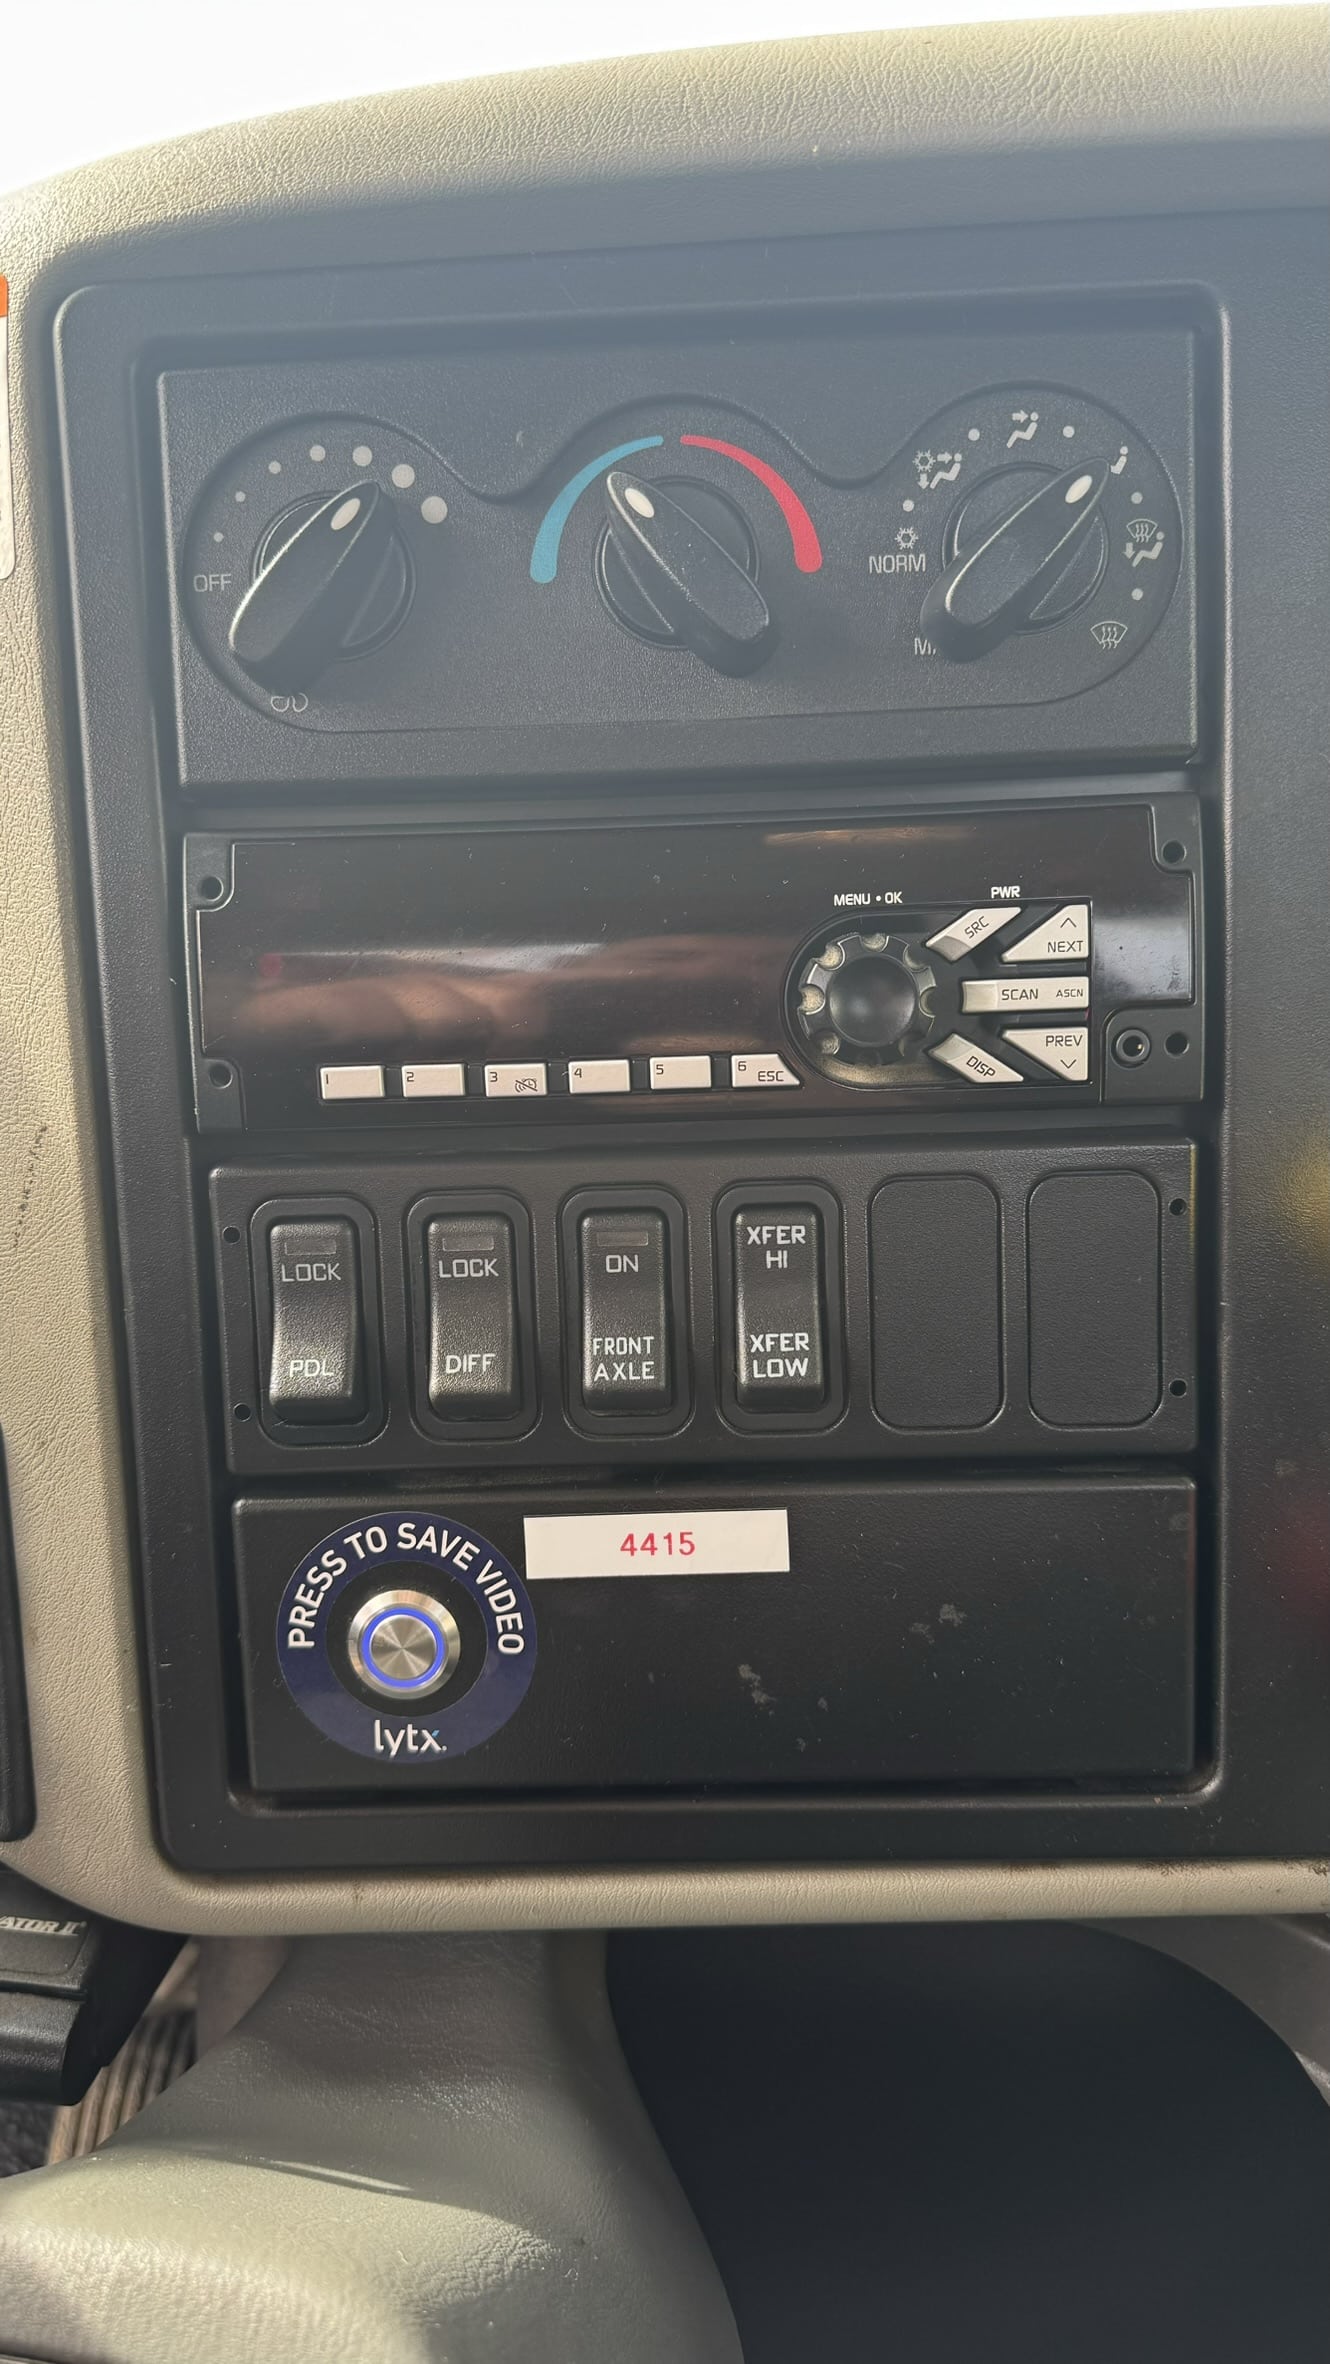 OFF
NORM
MENU • OK
PWR
SRC
NEXT
SCAN ASCN
PREV
DISP
1
2
3
4
5
6 ESC
LOCK
PDL
LOCK
DIFF
ON
FRONT
AXLE
XFER
HI
XFER
LOW
PRESS TO SAVE VIDEO
lytx.
4415